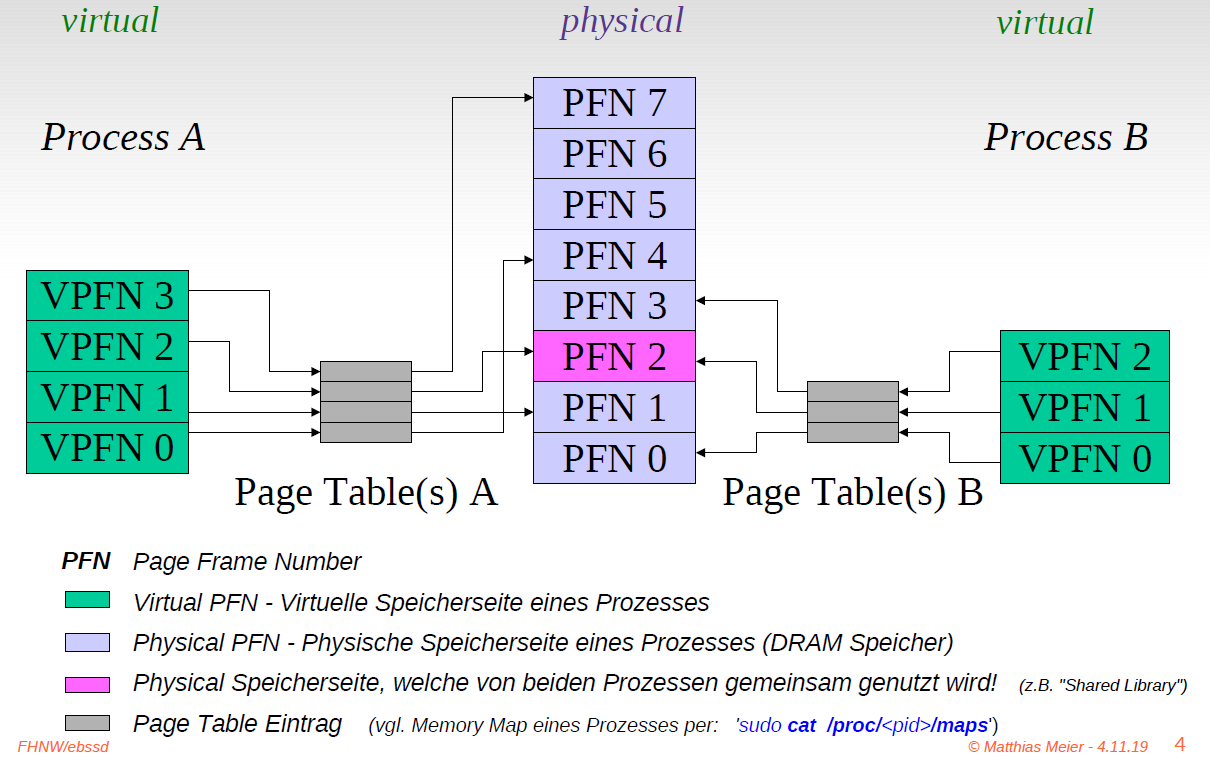 virtual
physical
virtual
Process A
Process B
PFN 7
PFN 6
PFN 5
PFN 4
PFN 3
PFN 2
PFN 1
PFN 0
VPFN 3
VPFN 2
VPFN 1
VPFN 0
VPFN 2
VPFN 1
VPFN 0
Page Table(s) A
Page Table(s) B
PFN Page Frame Number
Virtual PFN - Virtuelle Speicherseite eines Prozesses
Physical PFN - Physische Speicherseite eines Prozesses (DRAM Speicher)
Physical Speicherseite, welche von beiden Prozessen gemeinsam genutzt wird! (z.B. "Shared Library")
Page Table Eintrag (vgl. Memory Map eines Prozesses per: 'sudo cat /proc/<pid>/maps')
FHNW/ebssd
© Matthias Meier - 4.11.19 4